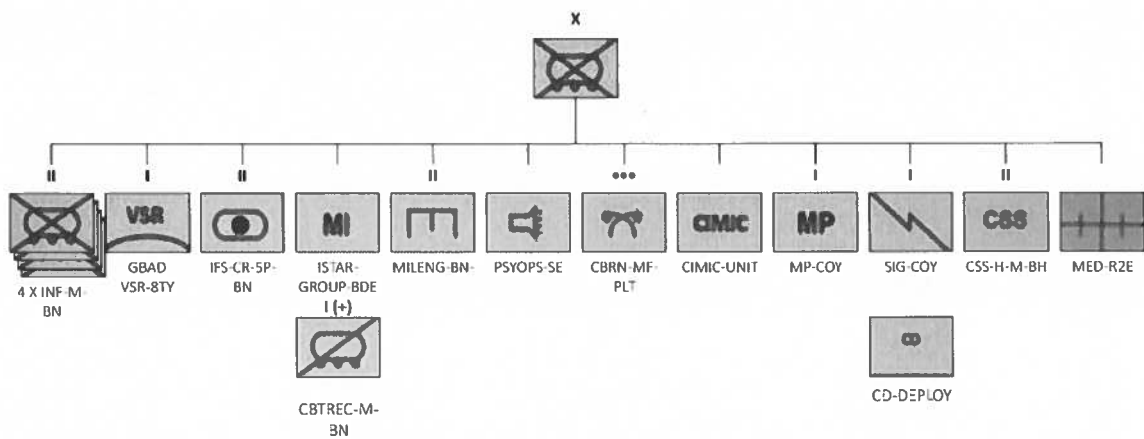 X
II
I
II
II
•••
I
I
II
VSR
MI
CIMIC
MP
CSS
4 X INF-M-
BN
GBAD
VSR-8TY
IFS-CR-SP-
BN
ISTAR-
GROUP-BDE
MILENG-BN-
PSYOPS-SE
CBRN-MF-
PLT
CIMIC-UNIT
MP-COY
SIG-COY
CSS-H-M-BH
MED-R2E
I (+)
CBTREC-M-
BN
CD
CD-DEPLOY